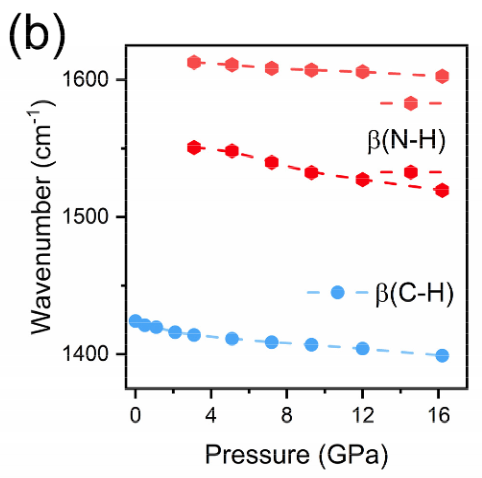 (b)
1600
β(N-H)
1500
β(C-H)
1400
Wavenumber (cm⁻¹)
0 4 8 12 16
Pressure (GPa)